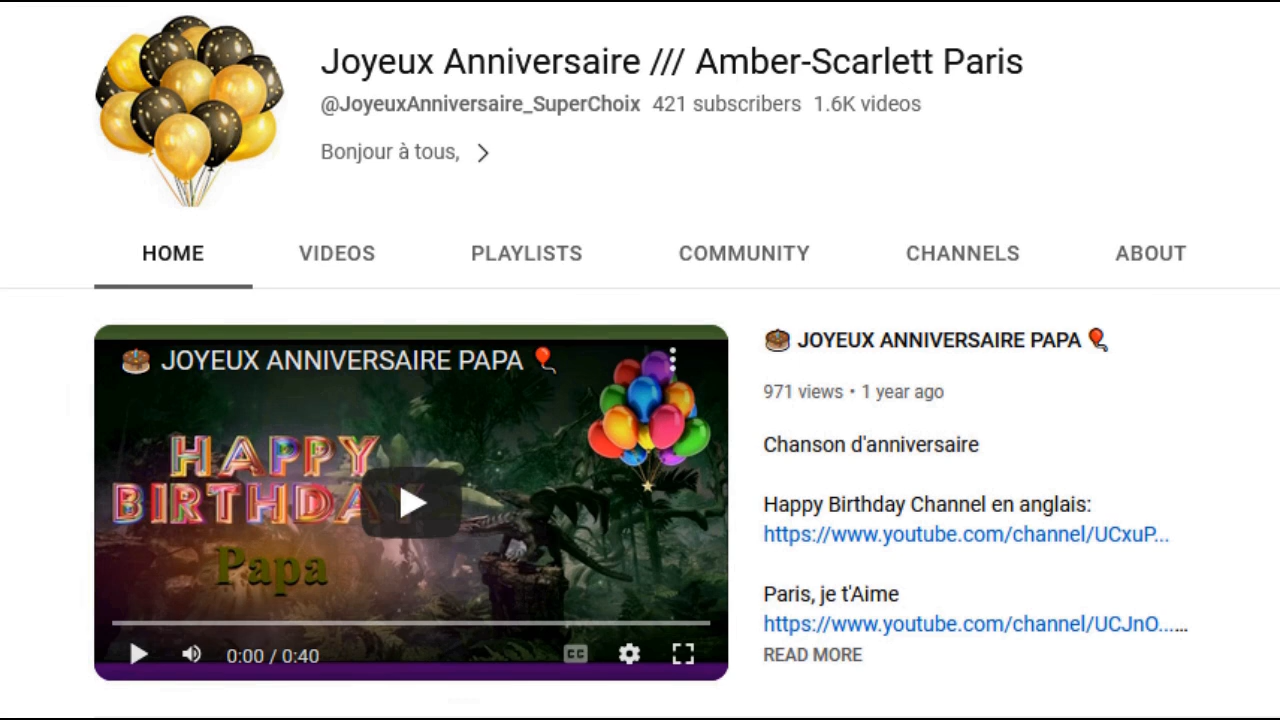 Joyeux Anniversaire /// Amber-Scarlett Paris
@JoyeuxAnniversaire_SuperChoix 421 subscribers 1.6K videos
Bonjour à tous,
HOME VIDEOS PLAYLISTS COMMUNITY CHANNELS ABOUT
JOYEUX ANNIVERSAIRE PAPA
HAPPY
BIRTHDAY
Papa
0:00 / 0:40
CC
JOYEUX ANNIVERSAIRE PAPA
971 views • 1 year ago
Chanson d'anniversaire
Happy Birthday Channel en anglais:
https://www.youtube.com/channel/UCxuP...
Paris, je t'Aime
https://www.youtube.com/channel/UCJnO......
READ MORE